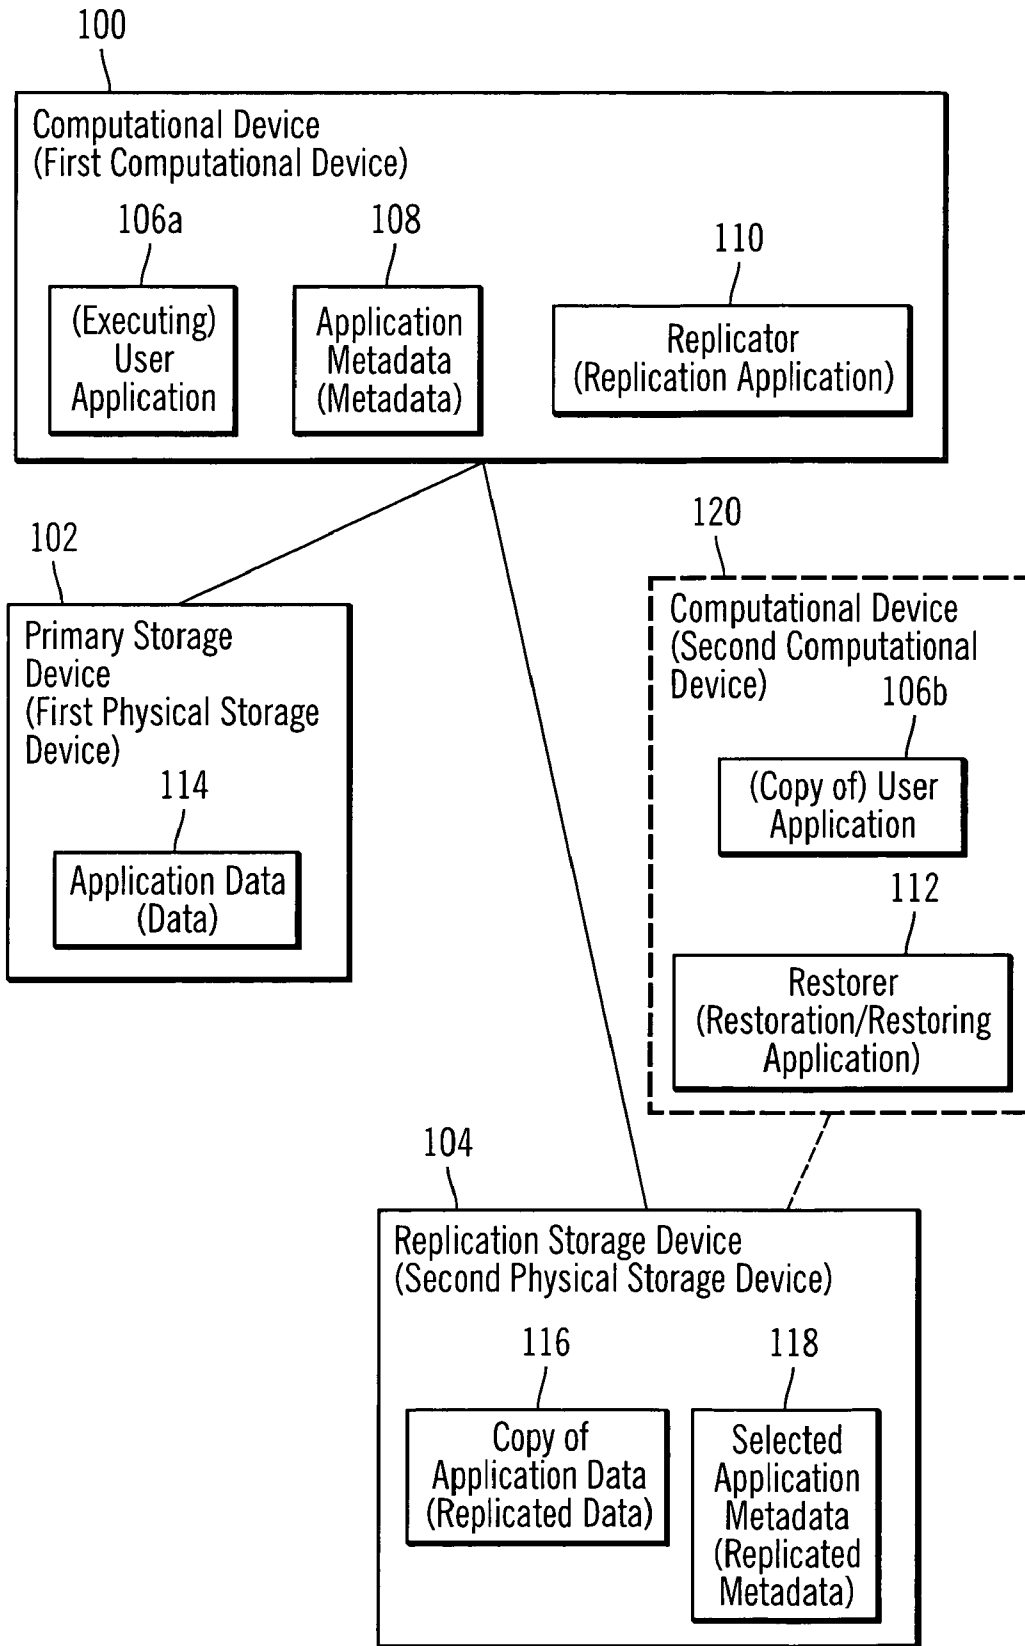 100
Computational Device
(First Computational Device)
106a
108
110
(Executing)
User
Application
Application
Metadata
(Metadata)
Replicator
(Replication Application)
102
Primary Storage
Device
(First Physical Storage
Device)
114
Application Data
(Data)
120
Computational Device
(Second Computational
Device)
106b
(Copy of) User
Application
112
Restorer
(Restoration/Restoring
Application)
104
Replication Storage Device
(Second Physical Storage Device)
116
118
Copy of
Application Data
(Replicated Data)
Selected
Application
Metadata
(Replicated
Metadata)